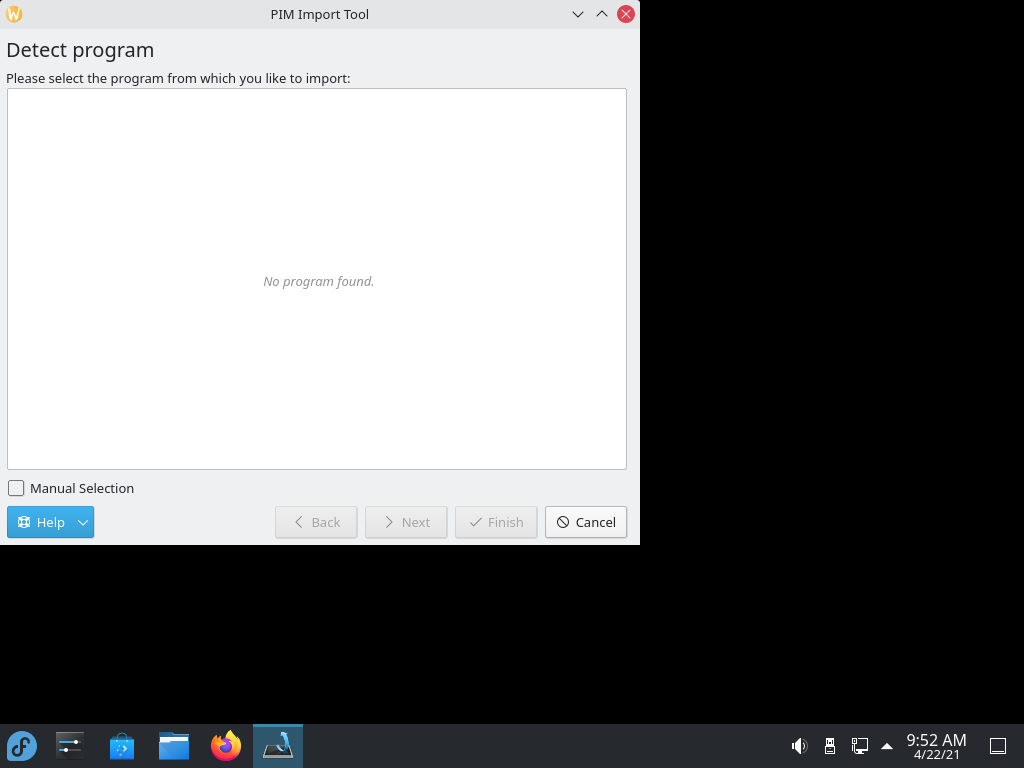 PIM Import Tool
Detect program
Please select the program from which you like to import:
No program found.
Manual Selection
Help
Back
Next
Finish
Cancel
9:52 AM
4/22/21